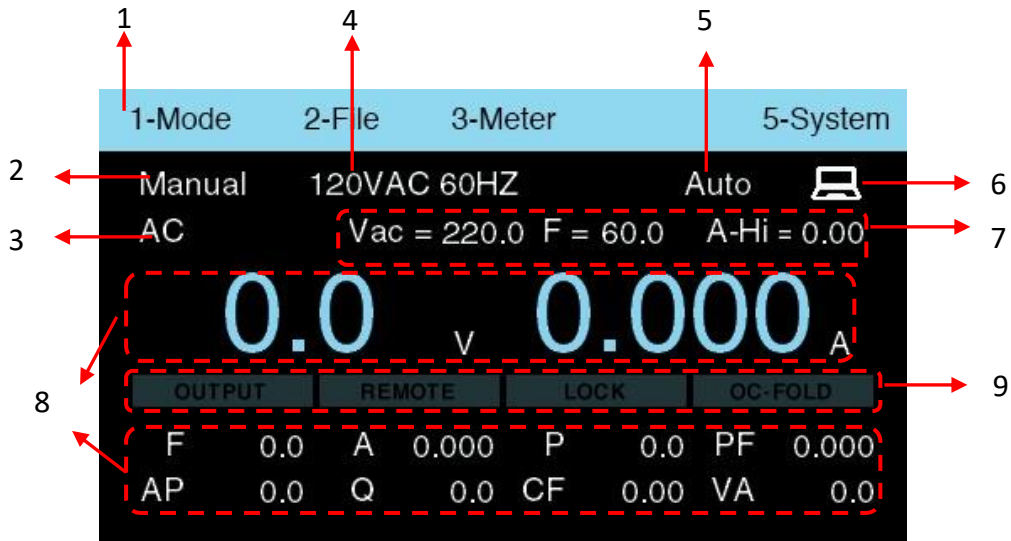 1 4 5
1-Mode 2-File 3-Meter 5-System
2 Manual 120VAC 60HZ Auto 6
3 AC Vac = 220.0 F = 60.0 A-Hi = 0.00 7
0.0 V 0.000 A
8 OUTPUT REMOTE LOCK OC-FOLD 9
F 0.0 A 0.000 P 0.0 PF 0.000
AP 0.0 Q 0.0 CF 0.00 VA 0.0